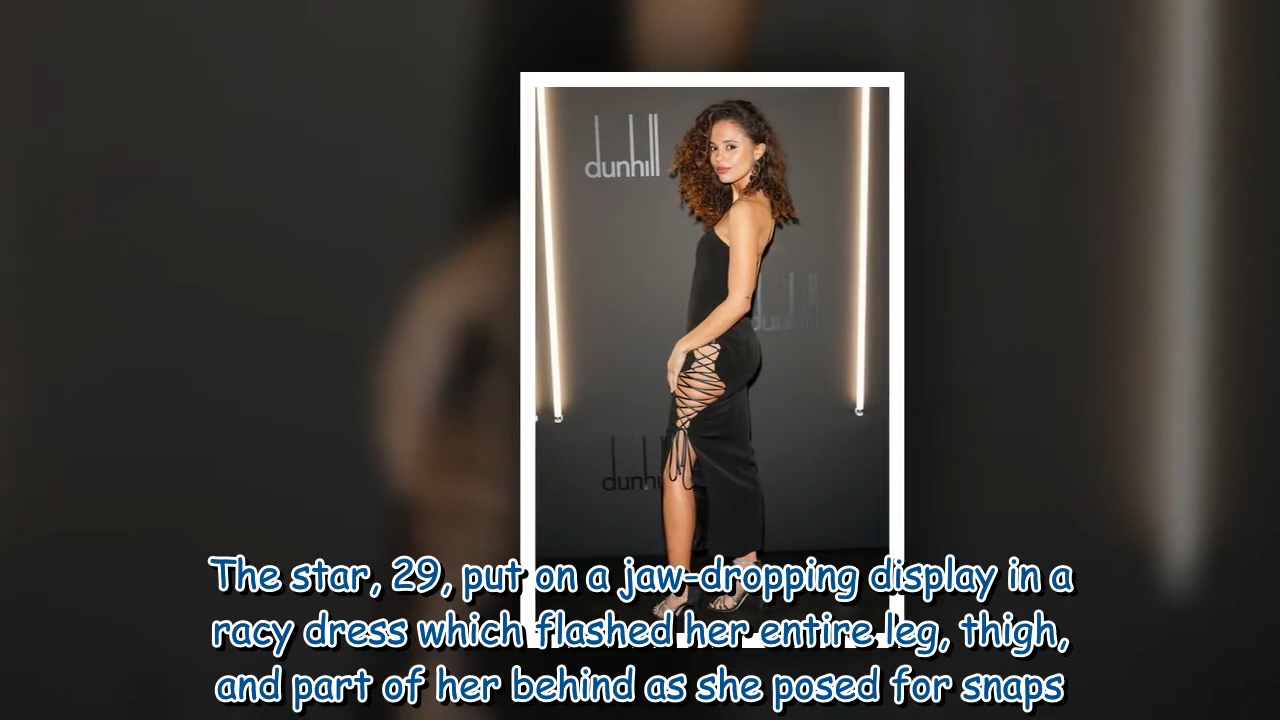 dunhill
dunhill
dunhill
The star, 29, put on a jaw-dropping display in a
racy dress which flashed her entire leg, thigh,
and part of her behind as she posed for snaps